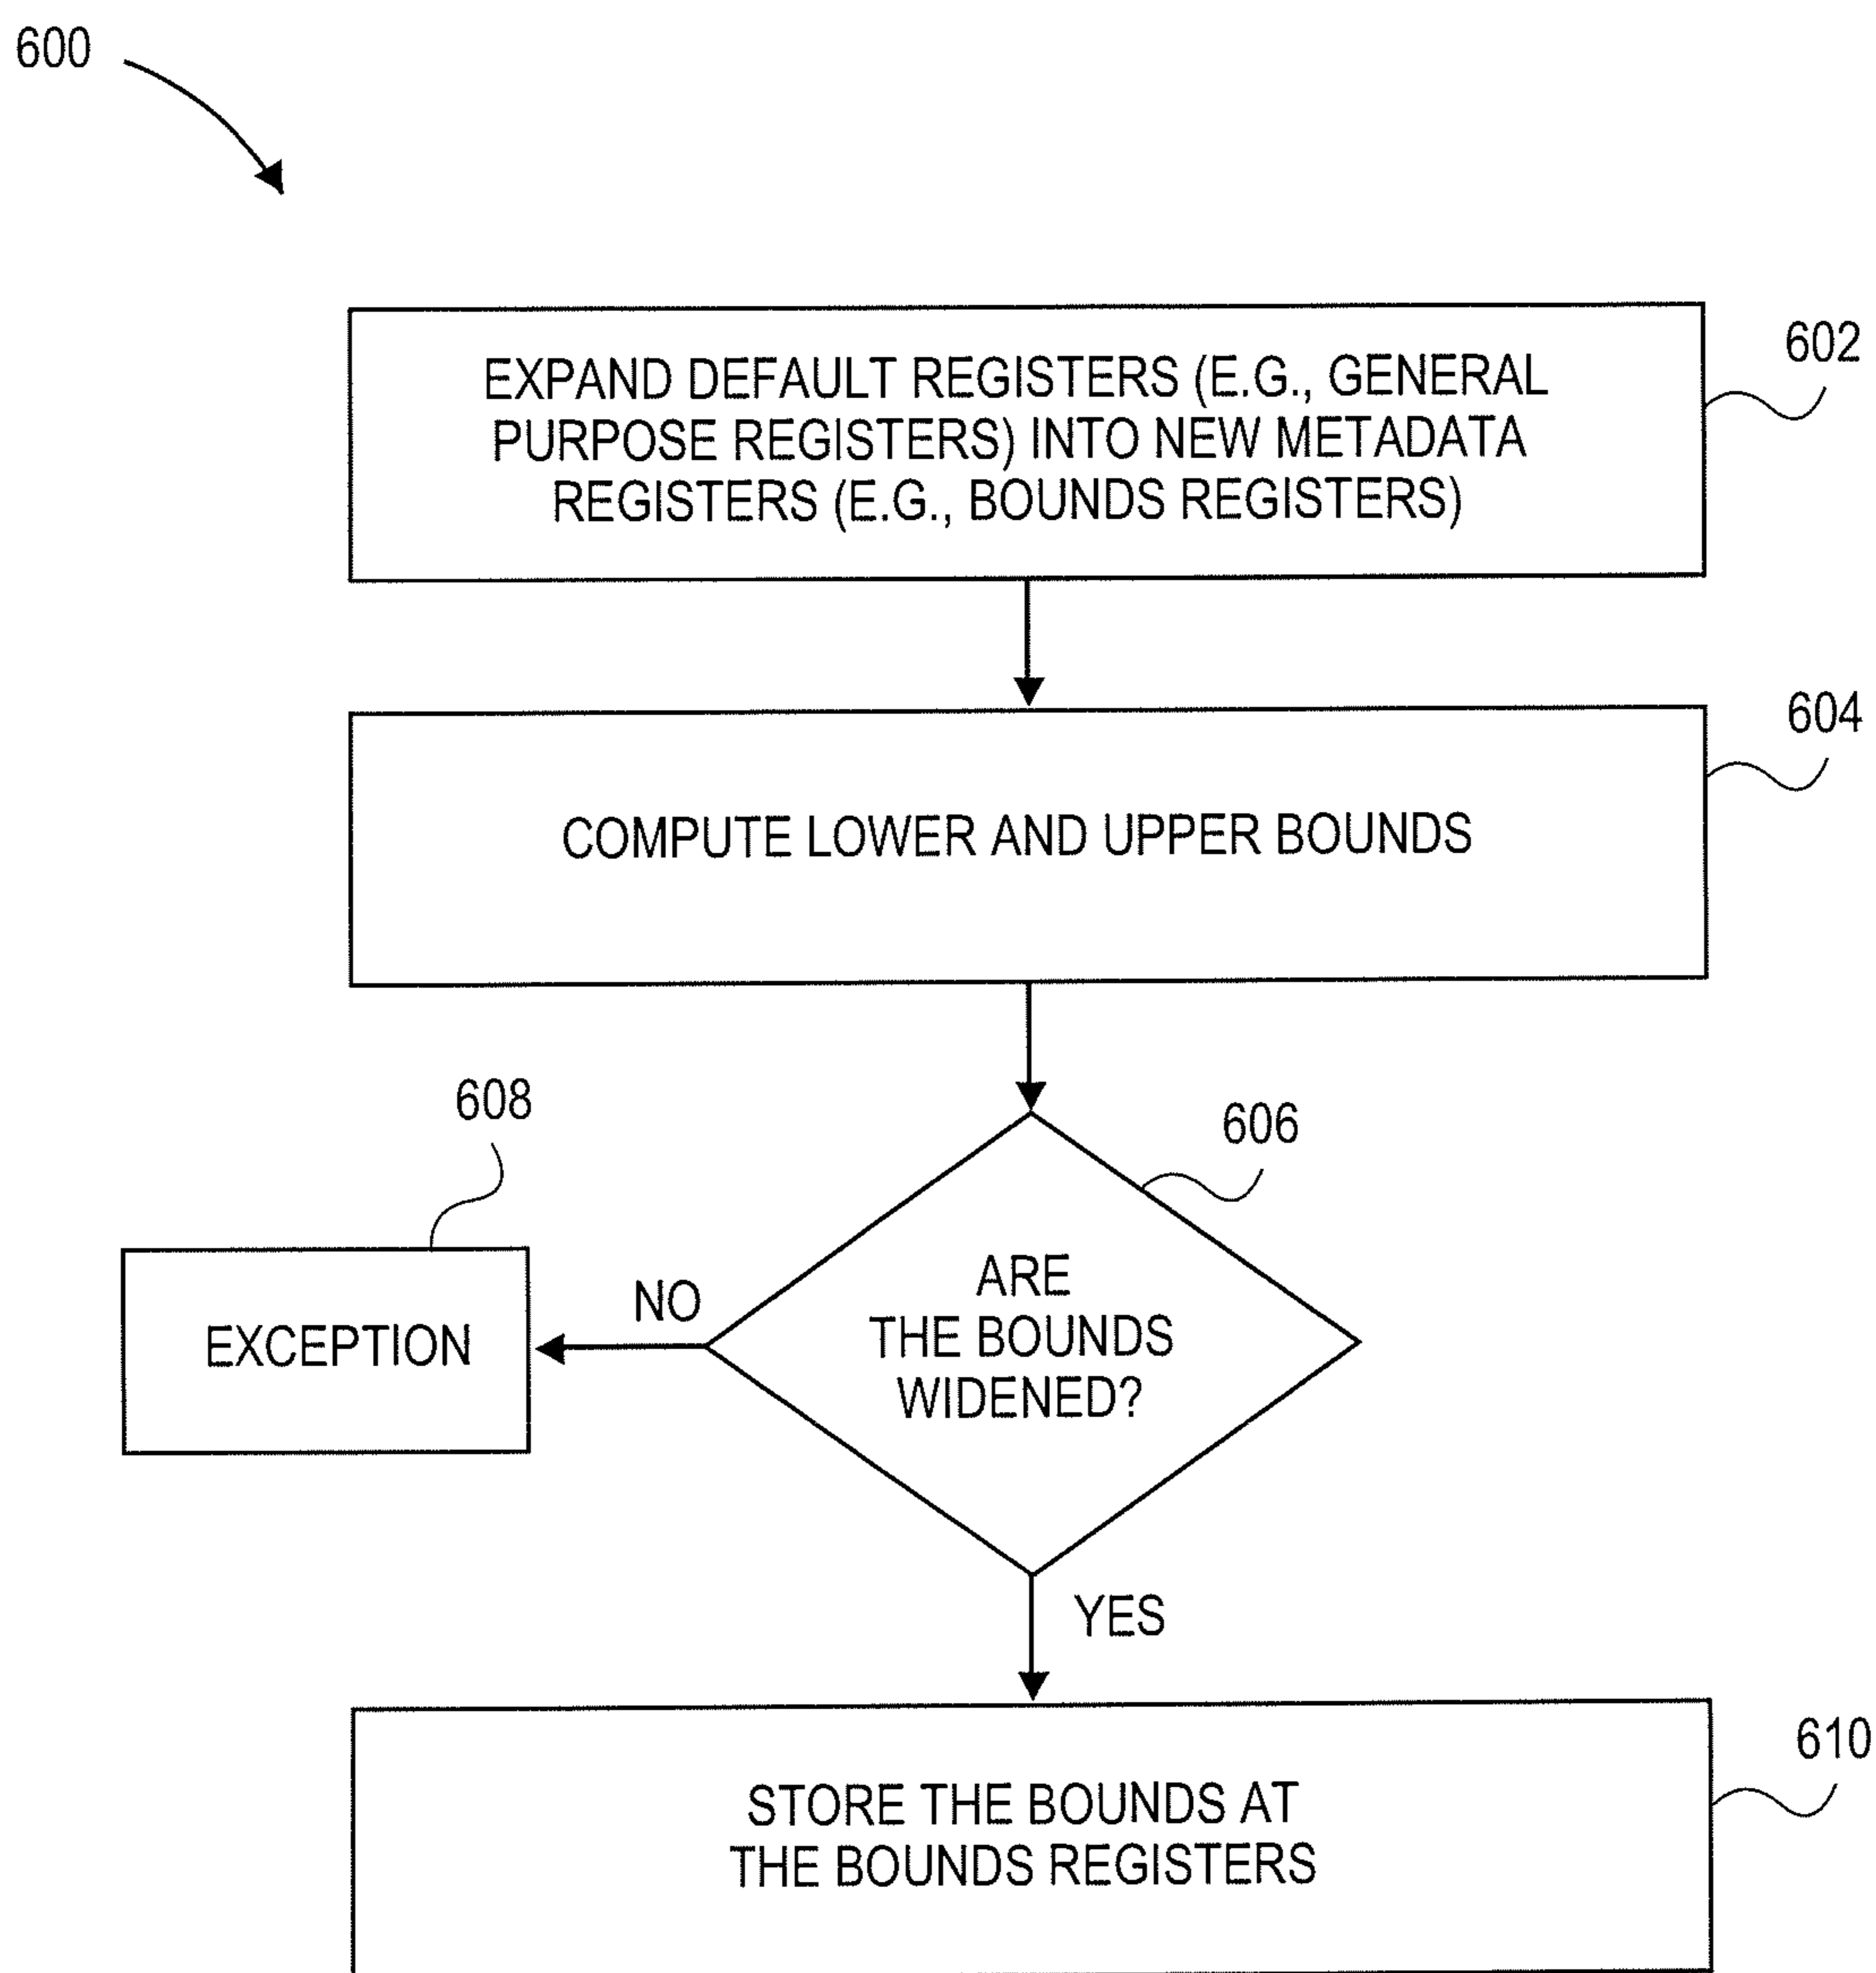 600
602
EXPAND DEFAULT REGISTERS (E.G., GENERAL
PURPOSE REGISTERS) INTO NEW METADATA
REGISTERS (E.G., BOUNDS REGISTERS)
604
COMPUTE LOWER AND UPPER BOUNDS
608
606
ARE
THE BOUNDS
WIDENED?
NO
EXCEPTION
YES
610
STORE THE BOUNDS AT
THE BOUNDS REGISTERS